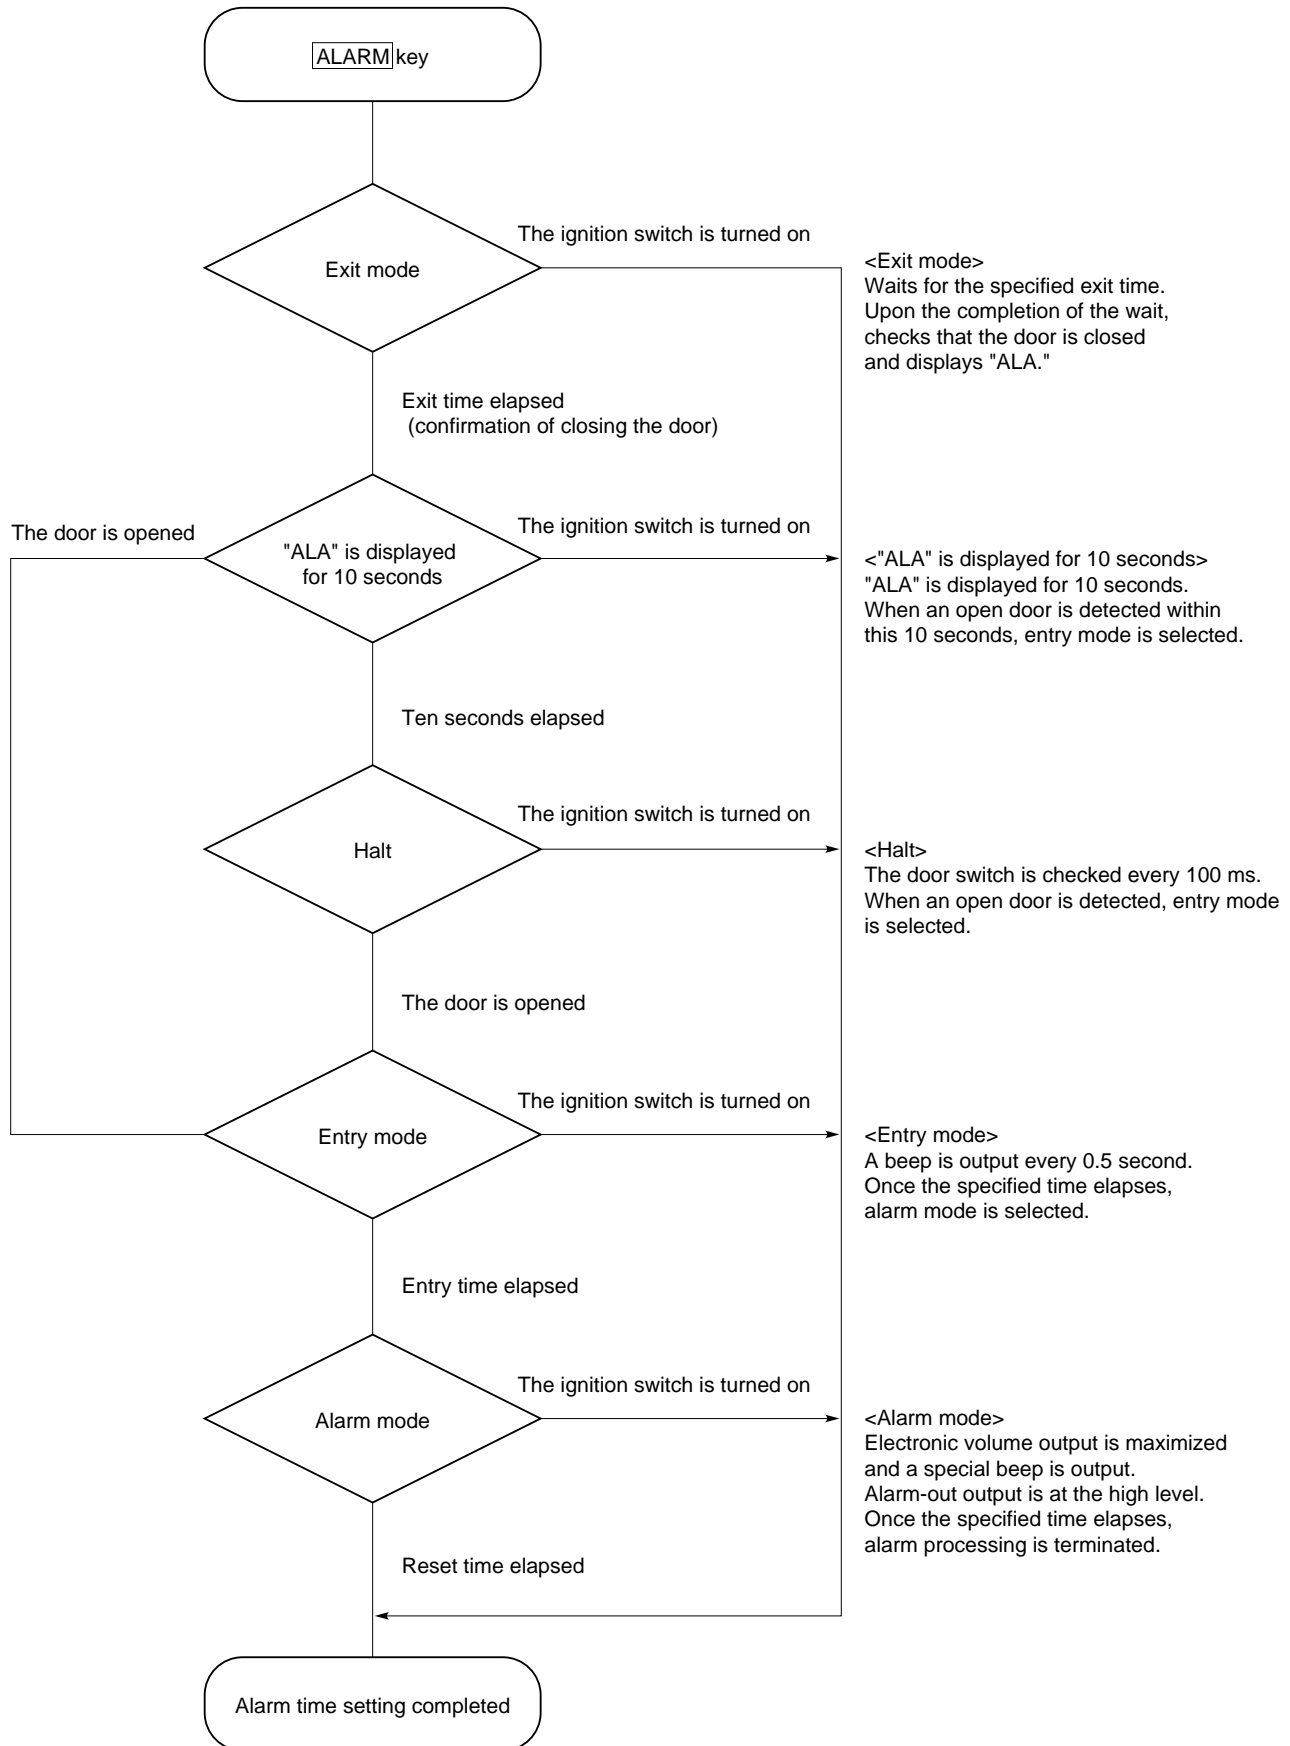 ALARM key
The ignition switch is turned on
Exit mode
<Exit mode>
Waits for the specified exit time.
Upon the completion of the wait,
checks that the door is closed
and displays "ALA."
Exit time elapsed
(confirmation of closing the door)
The door is opened
The ignition switch is turned on
"ALA" is displayed
for 10 seconds
<"ALA" is displayed for 10 seconds>
"ALA" is displayed for 10 seconds.
When an open door is detected within
this 10 seconds, entry mode is selected.
Ten seconds elapsed
The ignition switch is turned on
Halt
<Halt>
The door switch is checked every 100 ms.
When an open door is detected, entry mode
is selected.
The door is opened
The ignition switch is turned on
Entry mode
<Entry mode>
A beep is output every 0.5 second.
Once the specified time elapses,
alarm mode is selected.
Entry time elapsed
The ignition switch is turned on
Alarm mode
<Alarm mode>
Electronic volume output is maximized
and a special beep is output.
Alarm-out output is at the high level.
Once the specified time elapses,
alarm processing is terminated.
Reset time elapsed
Alarm time setting completed